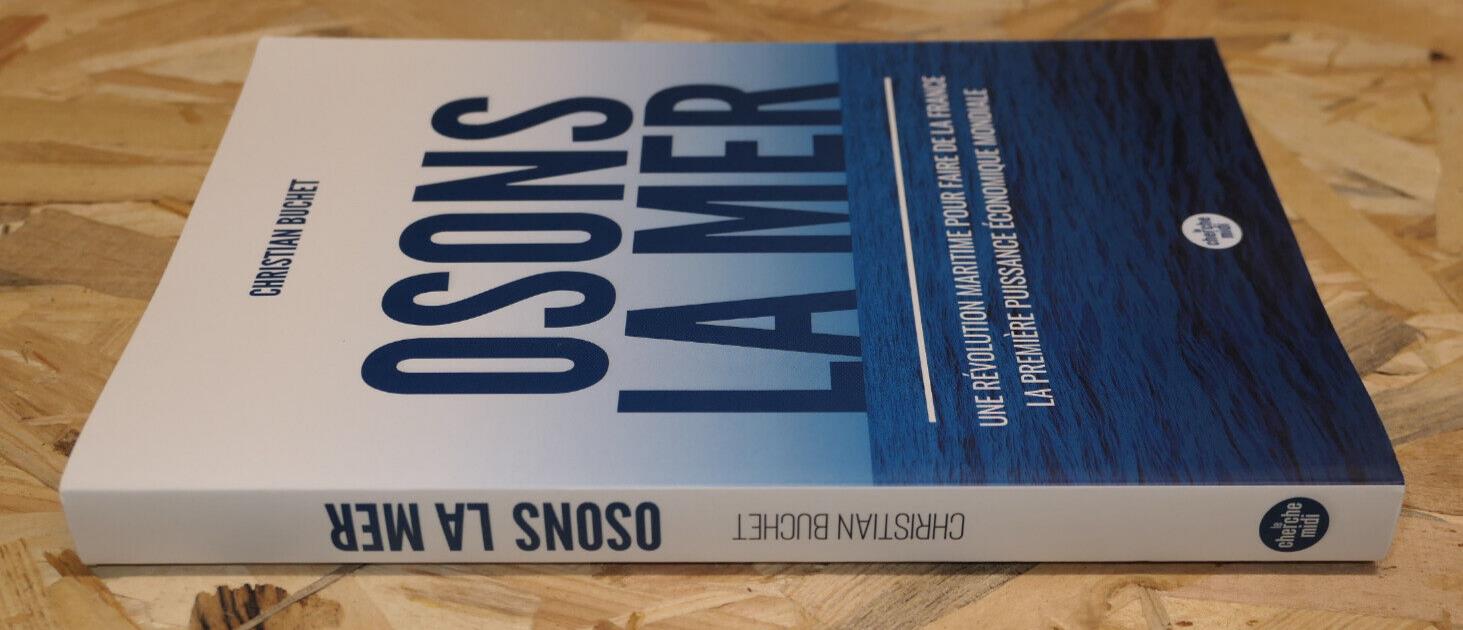 CHRISTIAN BUCHET
OSONS
LA MER
UNE RÉVOLUTION MARITIME POUR FAIRE DE LA FRANCE
LA PREMIÈRE PUISSANCE ÉCONOMIQUE MONDIALE
le
cherche
midi
OSONS LA MER
CHRISTIAN BUCHET
le
cherche
midi